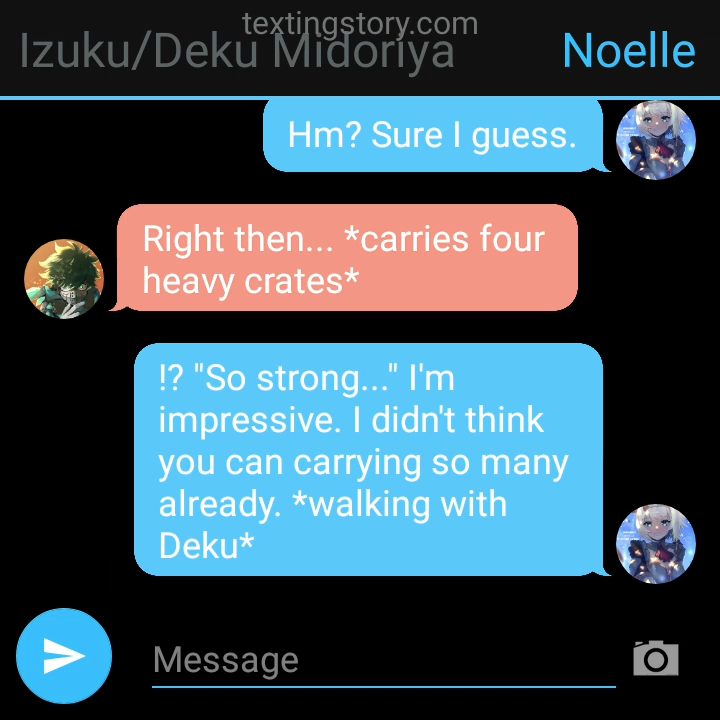 textingstory.com
Izuku/Deku Midoriya
Noelle
Hm? Sure I guess.
Right then... *carries four
heavy crates*
!? "So strong..." I'm
impressive. I didn't think
you can carrying so many
already. *walking with
Deku*
Message